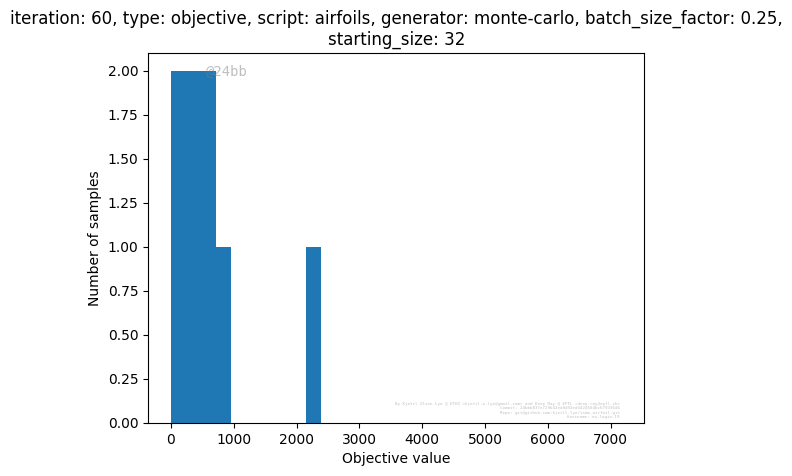 iteration: 60, type: objective, script: airfoils, generator: monte-carlo, batch_size_factor: 0.25,
starting_size: 32
@24bb
2.00
1.75
1.50
1.25
1.00
0.75
0.50
0.25
0.00
Number of samples
0 1000 2000 3000 4000 5000 6000 7000
Objective value